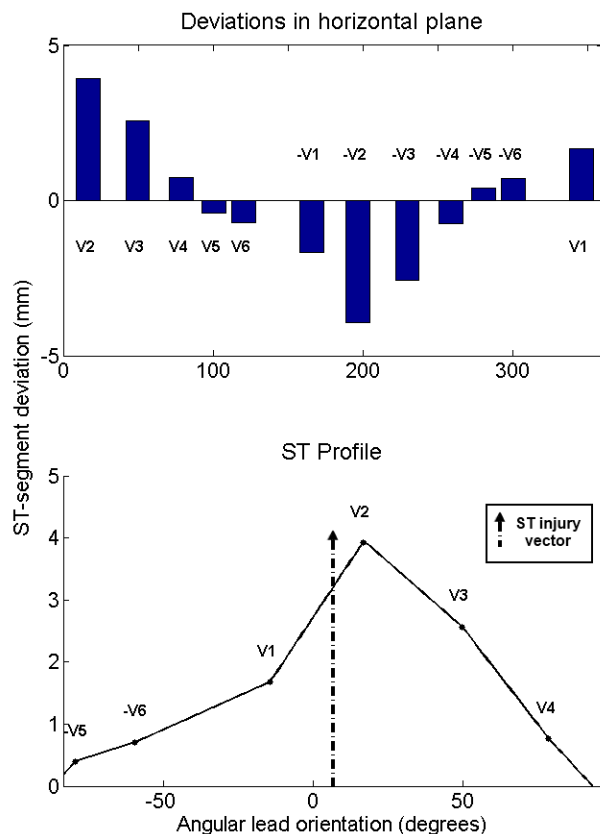 Deviations in horizontal plane
5
-V1 -V2 -V3 -V4 -V5 -V6
0
V2 V3 V4 V5 V6 V1
-5
0 100 200 300
ST-segment deviation (mm)
ST Profile
5
V2
ST injury
vector
4
V3
3
V1
2
V4
-V6
1
-V5
0
-50 0 50
Angular lead orientation (degrees)